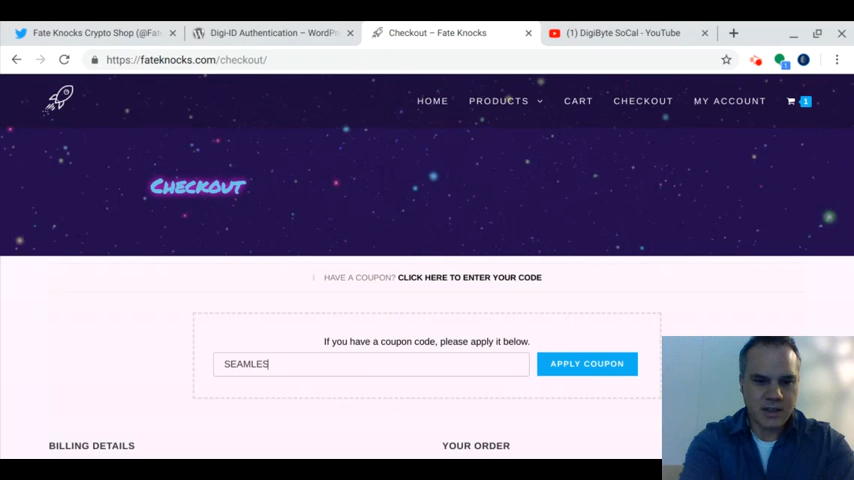 Fate Knocks Crypto Shop (@Fat
Digi-ID Authentication – WordPr
Checkout – Fate Knocks
(1) DigiByte SoCal - YouTube
https://fateknocks.com/checkout/
HOME
PRODUCTS
CART
CHECKOUT
MY ACCOUNT
1
CHECKOUT
HAVE A COUPON? CLICK HERE TO ENTER YOUR CODE
If you have a coupon code, please apply it below.
SEAMLES
APPLY COUPON
BILLING DETAILS
YOUR ORDER